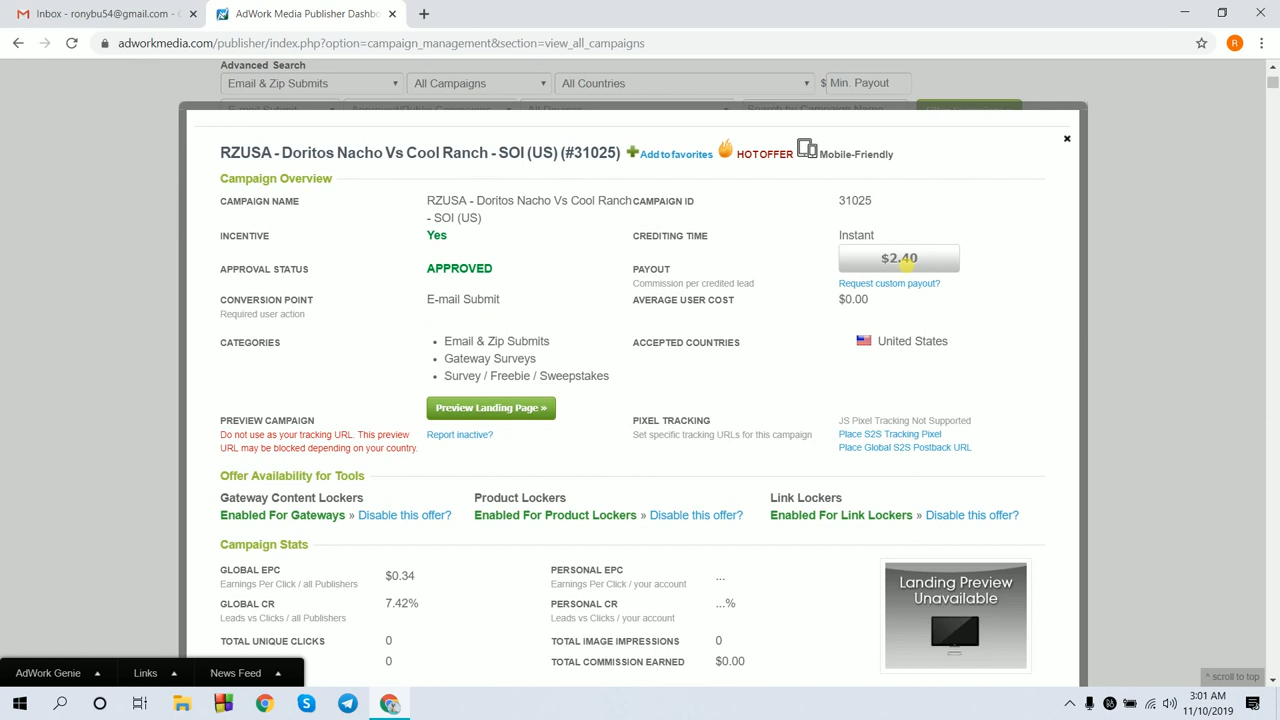 Inbox - ronybu54@gmail.com -
AdWork Media Publisher Dashbo
adworkmedia.com/publisher/index.php?option=campaign_management&section=view_all_campaigns
R
Advanced Search
Email & Zip Submits
All Campaigns
All Countries
$ Min. Payout
RZUSA - Doritos Nacho Vs Cool Ranch - SOI (US) (#31025)
Add to favorites
HOT OFFER
Mobile-Friendly
Campaign Overview
CAMPAIGN NAME
RZUSA - Doritos Nacho Vs Cool Ranch
- SOI (US)
CAMPAIGN ID
31025
INCENTIVE
Yes
CREDITING TIME
Instant
APPROVAL STATUS
APPROVED
PAYOUT
Commission per credited lead
$2.40
Request custom payout?
CONVERSION POINT
Required user action
E-mail Submit
AVERAGE USER COST
$0.00
CATEGORIES
Email & Zip Submits
Gateway Surveys
Survey / Freebie / Sweepstakes
ACCEPTED COUNTRIES
United States
PREVIEW CAMPAIGN
Do not use as your tracking URL. This preview
URL may be blocked depending on your country.
Preview Landing Page »
Report inactive?
PIXEL TRACKING
Set specific tracking URLs for this campaign
JS Pixel Tracking Not Supported
Place S2S Tracking Pixel
Place Global S2S Postback URL
Offer Availability for Tools
Gateway Content Lockers
Enabled For Gateways » Disable this offer?
Product Lockers
Enabled For Product Lockers » Disable this offer?
Link Lockers
Enabled For Link Lockers » Disable this offer?
Campaign Stats
GLOBAL EPC
Earnings Per Click / all Publishers
$0.34
PERSONAL EPC
Earnings Per Click / your account
...
GLOBAL CR
Leads vs Clicks / all Publishers
7.42%
PERSONAL CR
Leads vs Clicks / your account
...%
TOTAL UNIQUE CLICKS
0
TOTAL IMAGE IMPRESSIONS
0
0
TOTAL COMMISSION EARNED
$0.00
Landing Preview
Unavailable
AdWork Genie
Links
News Feed
^ scroll to top
3:01 AM
11/10/2019